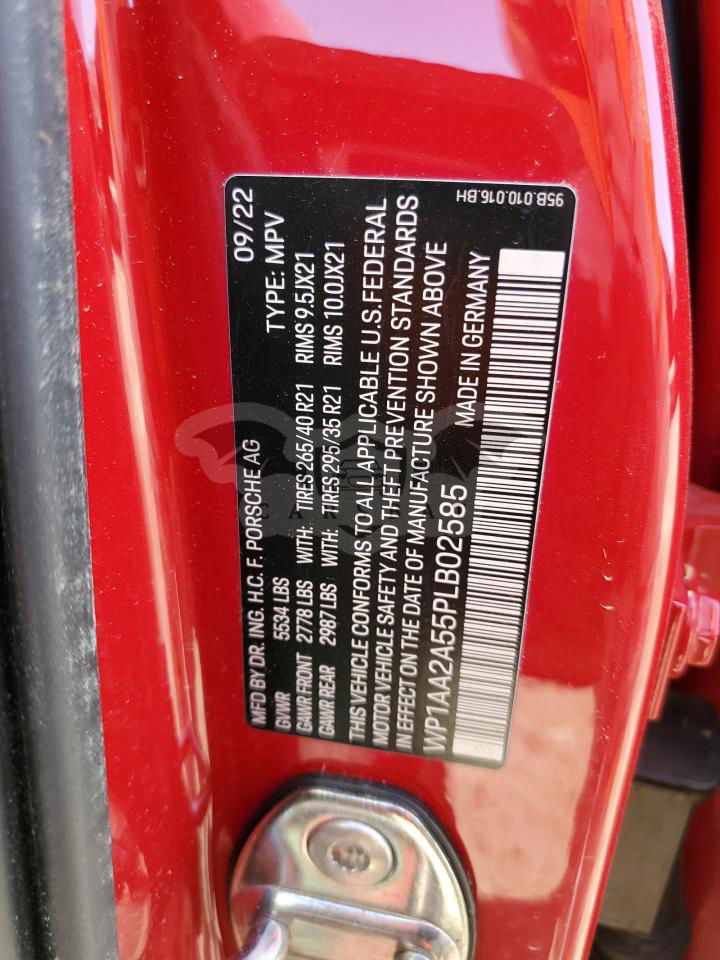 MFD BY DR. ING. H.C. F. PORSCHE AG 09/22
GVWR 5534 LBS TYPE: MPV
GAWR FRONT 2778 LBS WITH: TIRES 265/40 R21 RIMS 9.5JX21
GAWR REAR 2987 LBS WITH: TIRES 295/35 R21 RIMS 10.0JX21
THIS VEHICLE CONFORMS TO ALL APPLICABLE U.S. FEDERAL
MOTOR VEHICLE SAFETY AND THEFT PREVENTION STANDARDS
IN EFFECT ON THE DATE OF MANUFACTURE SHOWN ABOVE
WP1AA2A55PLB02585 MADE IN GERMANY
95B.010.016.BH